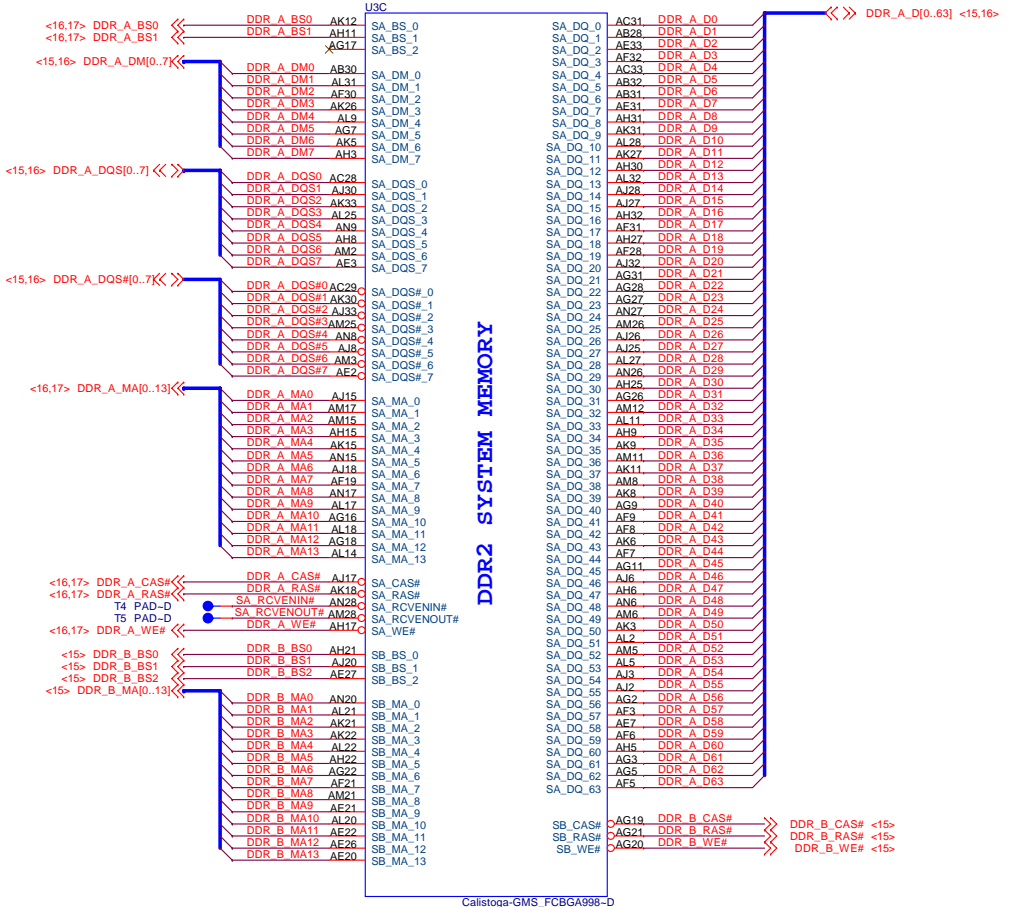 U3C
DDR_A_D[0..63] <15,16>
<16,17> DDR_A_BS0 DDR_A_BS0 AK12 SA_BS_0
<16,17> DDR_A_BS1 DDR_A_BS1 AH11 SA_BS_1
AG17 SA_BS_2
<15,16> DDR_A_DM[0..7]
DDR_A_DM0 AB30 SA_DM_0
DDR_A_DM1 AL31 SA_DM_1
DDR_A_DM2 AF30 SA_DM_2
DDR_A_DM3 AK26 SA_DM_3
DDR_A_DM4 AL9 SA_DM_4
DDR_A_DM5 AG7 SA_DM_5
DDR_A_DM6 AK5 SA_DM_6
DDR_A_DM7 AH3 SA_DM_7
<15,16> DDR_A_DQS[0..7]
DDR_A_DQS0 AC28 SA_DQS_0
DDR_A_DQS1 AJ30 SA_DQS_1
DDR_A_DQS2 AK33 SA_DQS_2
DDR_A_DQS3 AL25 SA_DQS_3
DDR_A_DQS4 AN9 SA_DQS_4
DDR_A_DQS5 AH8 SA_DQS_5
DDR_A_DQS6 AM2 SA_DQS_6
DDR_A_DQS7 AE3 SA_DQS_7
<15,16> DDR_A_DQS#[0..7]
DDR_A_DQS#0 AC29 SA_DQS#_0
DDR_A_DQS#1 AK30 SA_DQS#_1
DDR_A_DQS#2 AJ33 SA_DQS#_2
DDR_A_DQS#3 AM25 SA_DQS#_3
DDR_A_DQS#4 AN8 SA_DQS#_4
DDR_A_DQS#5 AJ8 SA_DQS#_5
DDR_A_DQS#6 AM3 SA_DQS#_6
DDR_A_DQS#7 AE2 SA_DQS#_7
<16,17> DDR_A_MA[0..13]
DDR_A_MA0 AJ15 SA_MA_0
DDR_A_MA1 AM17 SA_MA_1
DDR_A_MA2 AM15 SA_MA_2
DDR_A_MA3 AH15 SA_MA_3
DDR_A_MA4 AK15 SA_MA_4
DDR_A_MA5 AN15 SA_MA_5
DDR_A_MA6 AJ18 SA_MA_6
DDR_A_MA7 AF19 SA_MA_7
DDR_A_MA8 AN17 SA_MA_8
DDR_A_MA9 AL17 SA_MA_9
DDR_A_MA10 AG16 SA_MA_10
DDR_A_MA11 AL18 SA_MA_11
DDR_A_MA12 AG18 SA_MA_12
DDR_A_MA13 AL14 SA_MA_13
<16,17> DDR_A_CAS# DDR_A_CAS# AJ17 SA_CAS#
<16,17> DDR_A_RAS# DDR_A_RAS# AK18 SA_RAS#
T4 PAD~D SA_RCVENIN# AN28 SA_RCVENIN#
T5 PAD~D SA_RCVENOUT# AM28 SA_RCVENOUT#
<16,17> DDR_A_WE# DDR_A_WE# AH17 SA_WE#
<15> DDR_B_BS0 DDR_B_BS0 AH21 SB_BS_0
<15> DDR_B_BS1 DDR_B_BS1 AJ20 SB_BS_1
<15> DDR_B_BS2 DDR_B_BS2 AE27 SB_BS_2
<15> DDR_B_MA[0..13]
DDR_B_MA0 AN20 SB_MA_0
DDR_B_MA1 AL21 SB_MA_1
DDR_B_MA2 AK21 SB_MA_2
DDR_B_MA3 AK22 SB_MA_3
DDR_B_MA4 AL22 SB_MA_4
DDR_B_MA5 AH22 SB_MA_5
DDR_B_MA6 AG22 SB_MA_6
DDR_B_MA7 AF21 SB_MA_7
DDR_B_MA8 AM21 SB_MA_8
DDR_B_MA9 AE21 SB_MA_9
DDR_B_MA10 AL20 SB_MA_10
DDR_B_MA11 AE22 SB_MA_11
DDR_B_MA12 AE26 SB_MA_12
DDR_B_MA13 AE20 SB_MA_13
DDR2 SYSTEM MEMORY
SA_DQ_0 AC31 DDR_A_D0
SA_DQ_1 AB28 DDR_A_D1
SA_DQ_2 AE33 DDR_A_D2
SA_DQ_3 AF32 DDR_A_D3
SA_DQ_4 AC33 DDR_A_D4
SA_DQ_5 AB32 DDR_A_D5
SA_DQ_6 AB31 DDR_A_D6
SA_DQ_7 AE31 DDR_A_D7
SA_DQ_8 AH31 DDR_A_D8
SA_DQ_9 AK31 DDR_A_D9
SA_DQ_10 AL28 DDR_A_D10
SA_DQ_11 AK27 DDR_A_D11
SA_DQ_12 AH30 DDR_A_D12
SA_DQ_13 AL32 DDR_A_D13
SA_DQ_14 AJ28 DDR_A_D14
SA_DQ_15 AJ27 DDR_A_D15
SA_DQ_16 AH32 DDR_A_D16
SA_DQ_17 AF31 DDR_A_D17
SA_DQ_18 AH27 DDR_A_D18
SA_DQ_19 AF28 DDR_A_D19
SA_DQ_20 AJ32 DDR_A_D20
SA_DQ_21 AG31 DDR_A_D21
SA_DQ_22 AG28 DDR_A_D22
SA_DQ_23 AG27 DDR_A_D23
SA_DQ_24 AN27 DDR_A_D24
SA_DQ_25 AM26 DDR_A_D25
SA_DQ_26 AJ26 DDR_A_D26
SA_DQ_27 AJ25 DDR_A_D27
SA_DQ_28 AL27 DDR_A_D28
SA_DQ_29 AN26 DDR_A_D29
SA_DQ_30 AH25 DDR_A_D30
SA_DQ_31 AG26 DDR_A_D31
SA_DQ_32 AM12 DDR_A_D32
SA_DQ_33 AL11 DDR_A_D33
SA_DQ_34 AH9 DDR_A_D34
SA_DQ_35 AK9 DDR_A_D35
SA_DQ_36 AM11 DDR_A_D36
SA_DQ_37 AK11 DDR_A_D37
SA_DQ_38 AM8 DDR_A_D38
SA_DQ_39 AK8 DDR_A_D39
SA_DQ_40 AG9 DDR_A_D40
SA_DQ_41 AF9 DDR_A_D41
SA_DQ_42 AF8 DDR_A_D42
SA_DQ_43 AK6 DDR_A_D43
SA_DQ_44 AF7 DDR_A_D44
SA_DQ_45 AG11 DDR_A_D45
SA_DQ_46 AJ6 DDR_A_D46
SA_DQ_47 AH6 DDR_A_D47
SA_DQ_48 AN6 DDR_A_D48
SA_DQ_49 AM6 DDR_A_D49
SA_DQ_50 AK3 DDR_A_D50
SA_DQ_51 AL2 DDR_A_D51
SA_DQ_52 AM5 DDR_A_D52
SA_DQ_53 AL5 DDR_A_D53
SA_DQ_54 AJ3 DDR_A_D54
SA_DQ_55 AJ2 DDR_A_D55
SA_DQ_56 AG2 DDR_A_D56
SA_DQ_57 AF3 DDR_A_D57
SA_DQ_58 AE7 DDR_A_D58
SA_DQ_59 AF6 DDR_A_D59
SA_DQ_60 AH5 DDR_A_D60
SA_DQ_61 AG3 DDR_A_D61
SA_DQ_62 AG5 DDR_A_D62
SA_DQ_63 AF5 DDR_A_D63
SB_CAS# AG19 DDR_B_CAS# DDR_B_CAS# <15>
SB_RAS# AG21 DDR_B_RAS# DDR_B_RAS# <15>
SB_WE# AG20 DDR_B_WE# DDR_B_WE# <15>
Calistoga-GMS_FCBGA998~D